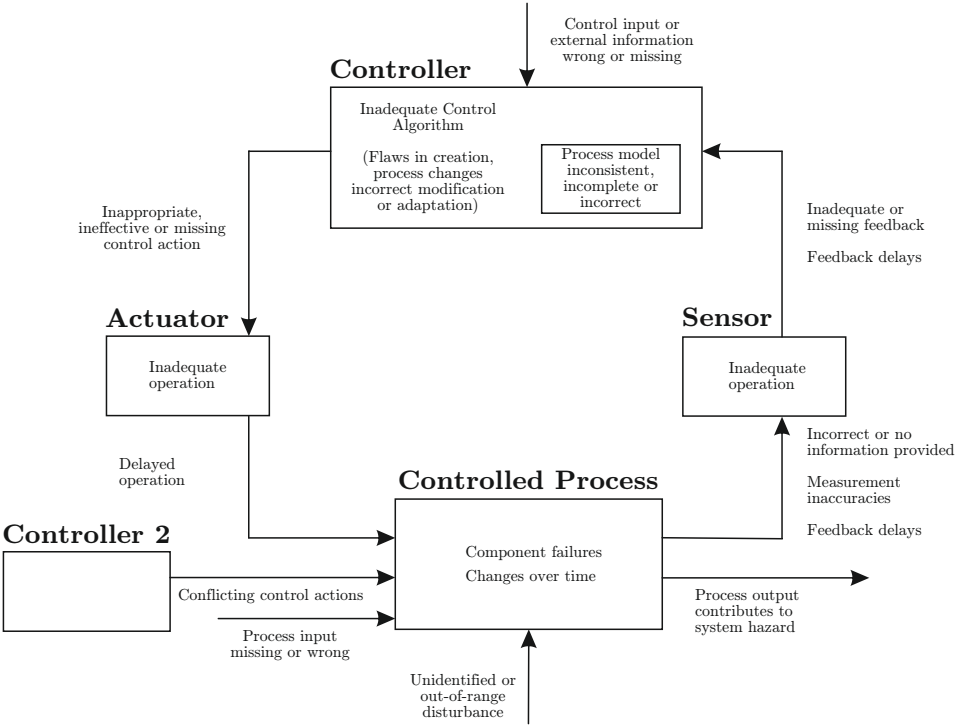 Control input or
external information
wrong or missing
Controller
Inadequate Control
Algorithm
(Flaws in creation,
process changes
incorrect modification
or adaptation)
Process model
inconsistent,
incomplete or
incorrect
Inappropriate,
ineffective or missing
control action
Inadequate or
missing feedback
Feedback delays
Actuator
Inadequate
operation
Sensor
Inadequate
operation
Delayed
operation
Incorrect or no
information provided
Measurement
inaccuracies
Feedback delays
Controlled Process
Component failures
Changes over time
Controller 2
Conflicting control actions
Process input
missing or wrong
Process output
contributes to
system hazard
Unidentified or
out-of-range
disturbance